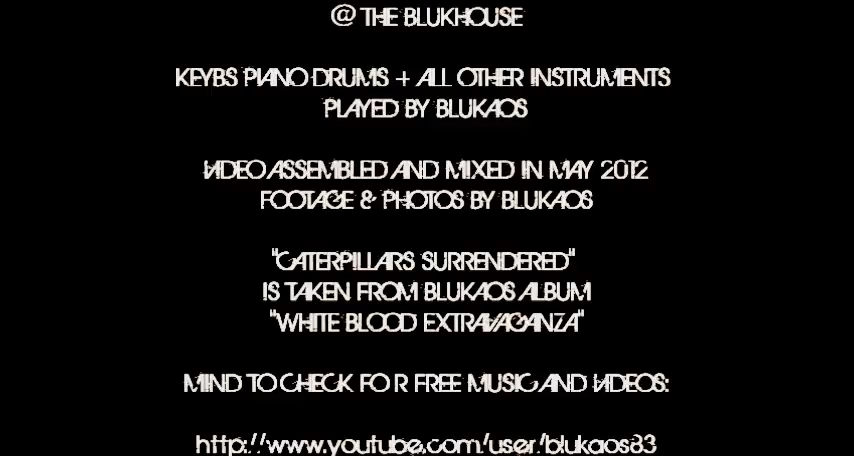 @ THE BLUKHOUSE
KEYBS PIANO DRUMS + ALL OTHER INSTRUMENTS
PLAYED BY BLUKAOS
VIDEO ASSEMBLED AND MIXED IN MAY 2012
FOOTAGE & PHOTOS BY BLUKAOS
"CATERPILLARS SURRENDERED"
IS TAKEN FROM BLUKAOS ALBUM
"WHITE BLOOD EXTRAVAGANZA"
MIND TO CHECK FOR FREE MUSIC AND VIDEOS:
http://www.youtube.com/user/blukaos83